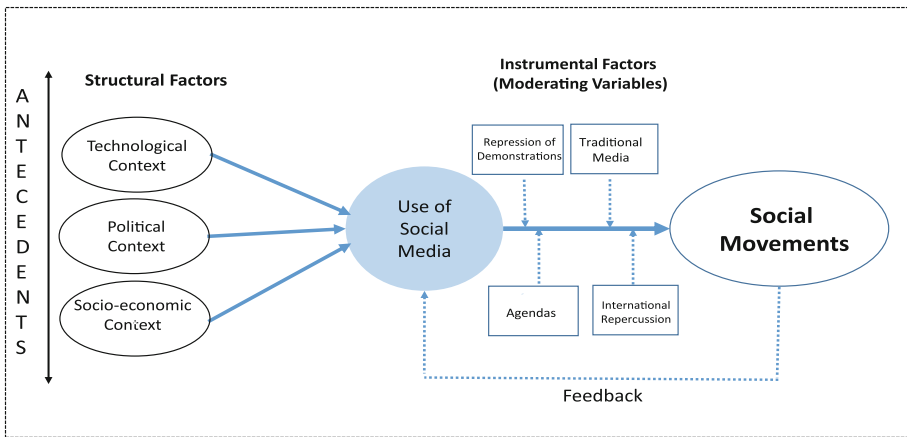 ANTECEDENTS
Structural Factors
Technological
Context
Political
Context
Socio-economic
Context
Use of
Social
Media
Instrumental Factors
(Moderating Variables)
Repression of
Demonstrations
Traditional
Media
Agendas
International
Repercussion
Social
Movements
Feedback